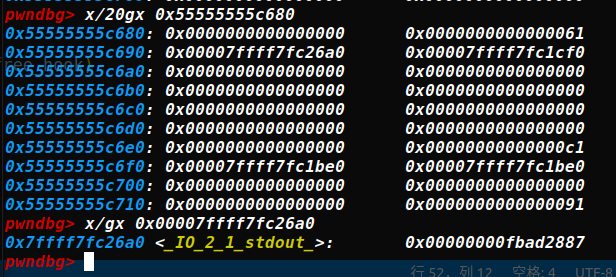 pwndbg> x/20gx 0x55555555c680
0x55555555c680: 0x0000000000000000 0x0000000000000061
0x55555555c690: 0x00007ffff7fc26a0 0x00007ffff7fc1cf0
0x55555555c6a0: 0x0000000000000000 0x0000000000000000
0x55555555c6b0: 0x0000000000000000 0x0000000000000000
0x55555555c6c0: 0x0000000000000000 0x0000000000000000
0x55555555c6d0: 0x0000000000000000 0x0000000000000000
0x55555555c6e0: 0x0000000000000000 0x00000000000000c1
0x55555555c6f0: 0x00007ffff7fc1be0 0x00007ffff7fc1be0
0x55555555c700: 0x0000000000000000 0x0000000000000000
0x55555555c710: 0x0000000000000000 0x0000000000000091
pwndbg> x/gx 0x00007ffff7fc26a0
0x7ffff7fc26a0 <_IO_2_1_stdout_>: 0x00000000fbad2887
pwndbg>
行 52, 列 12 空格: 4 UTF-8